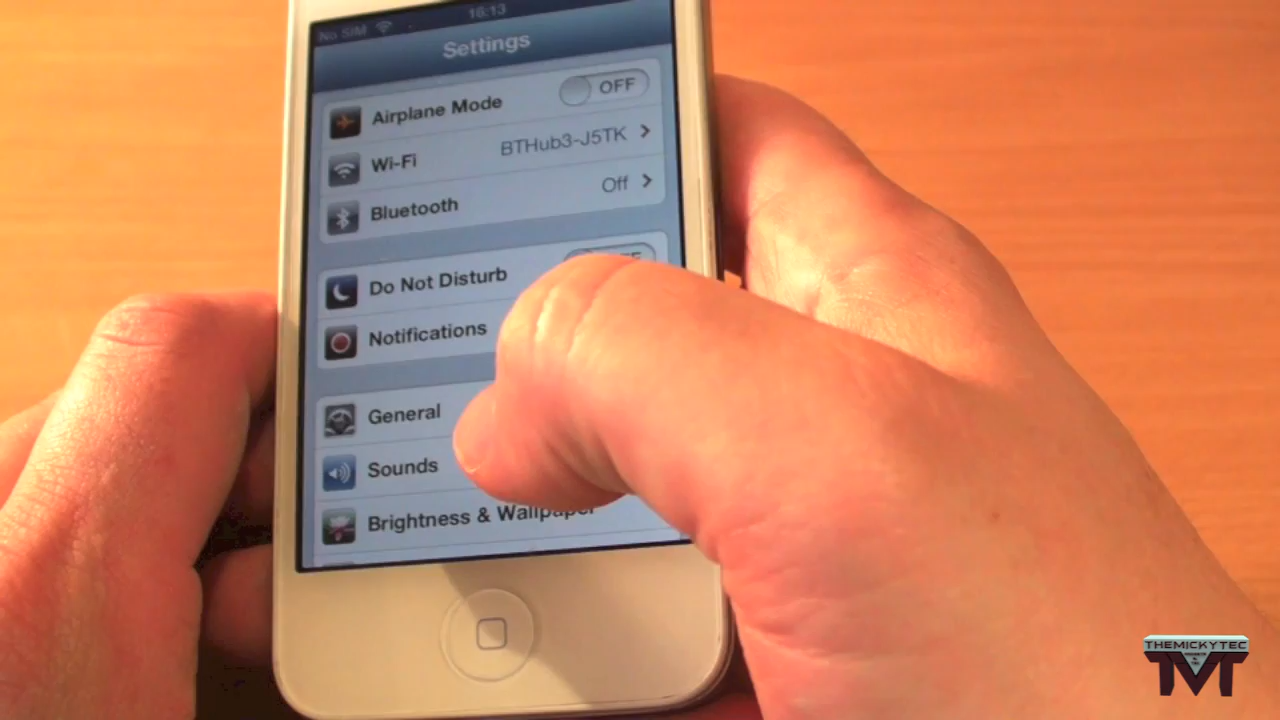 No SIM 16:13
Settings
Airplane Mode OFF
Wi-Fi BTHub3-J5TK
Bluetooth Off
Do Not Disturb
Notifications
General
Sounds
Brightness & Wallpaper
THEMICKYTEC